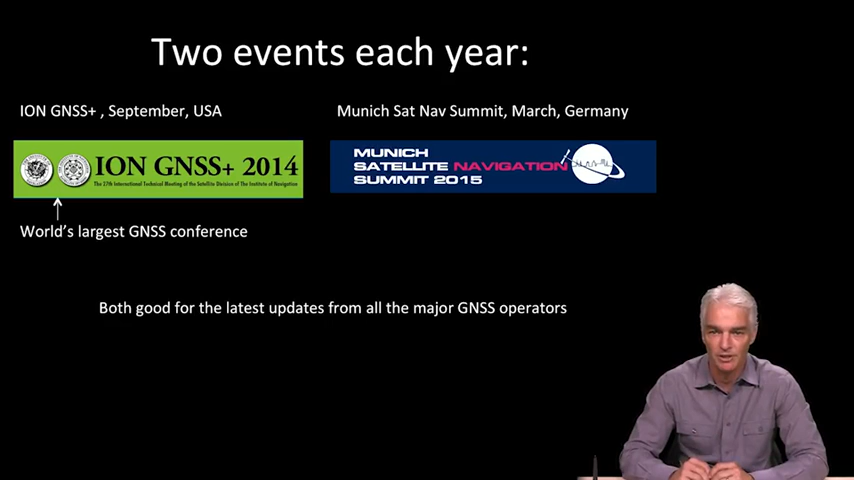 Two events each year:
ION GNSS+ , September, USA
Munich Sat Nav Summit, March, Germany
ION GNSS+ 2014
The 27th International Technical Meeting of the Satellite Division of The Institute of Navigation
MUNICH
SATELLITE NAVIGATION
SUMMIT 2015
World's largest GNSS conference
Both good for the latest updates from all the major GNSS operators